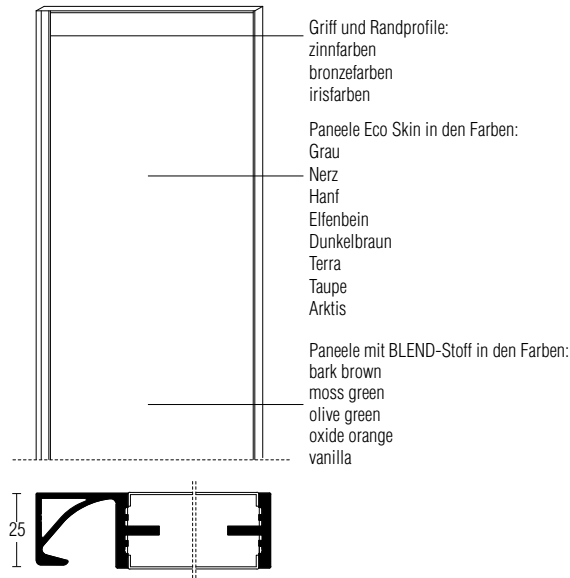 Griff und Randprofile:
zinnfarben
bronzefarben
irisfarben
Paneele Eco Skin in den Farben:
Grau
Nerz
Hanf
Elfenbein
Dunkelbraun
Terra
Taupe
Arktis
Paneele mit BLEND-Stoff in den Farben:
bark brown
moss green
olive green
oxide orange
vanilla
25